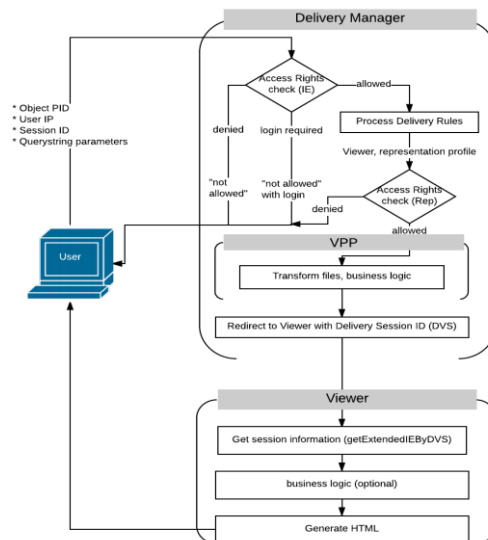 Delivery Manager
* Object PID
* User IP
* Session ID
* Querystring parameters
Access Rights
check (IE)
allowed
denied
login required
Process Delivery Rules
Viewer, representation profile
"not
allowed"
"not allowed"
with login
Access Rights
check (Rep)
denied
allowed
User
VPP
Transform files, business logic
Redirect to Viewer with Delivery Session ID (DVS)
Viewer
Get session information (getExtendedIEByDVS)
business logic (optional)
Generate HTML